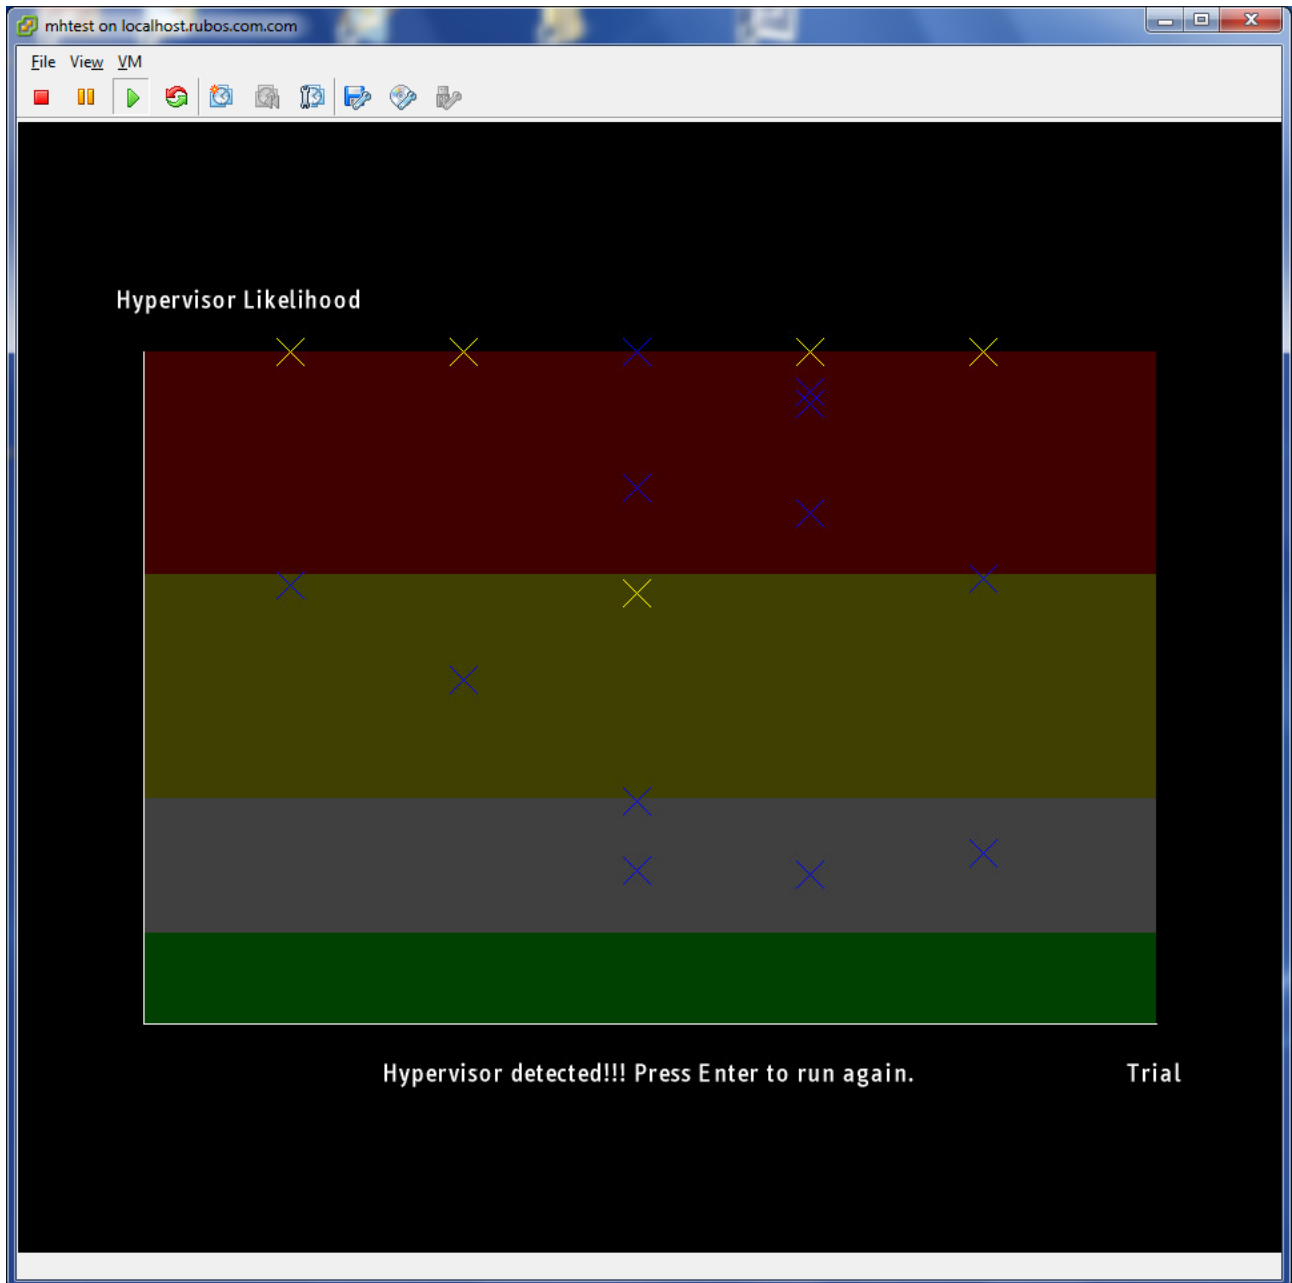 mhtest on localhost.rubos.com.com
File View VM
Hypervisor Likelihood
Hypervisor detected!!! Press Enter to run again.
Trial